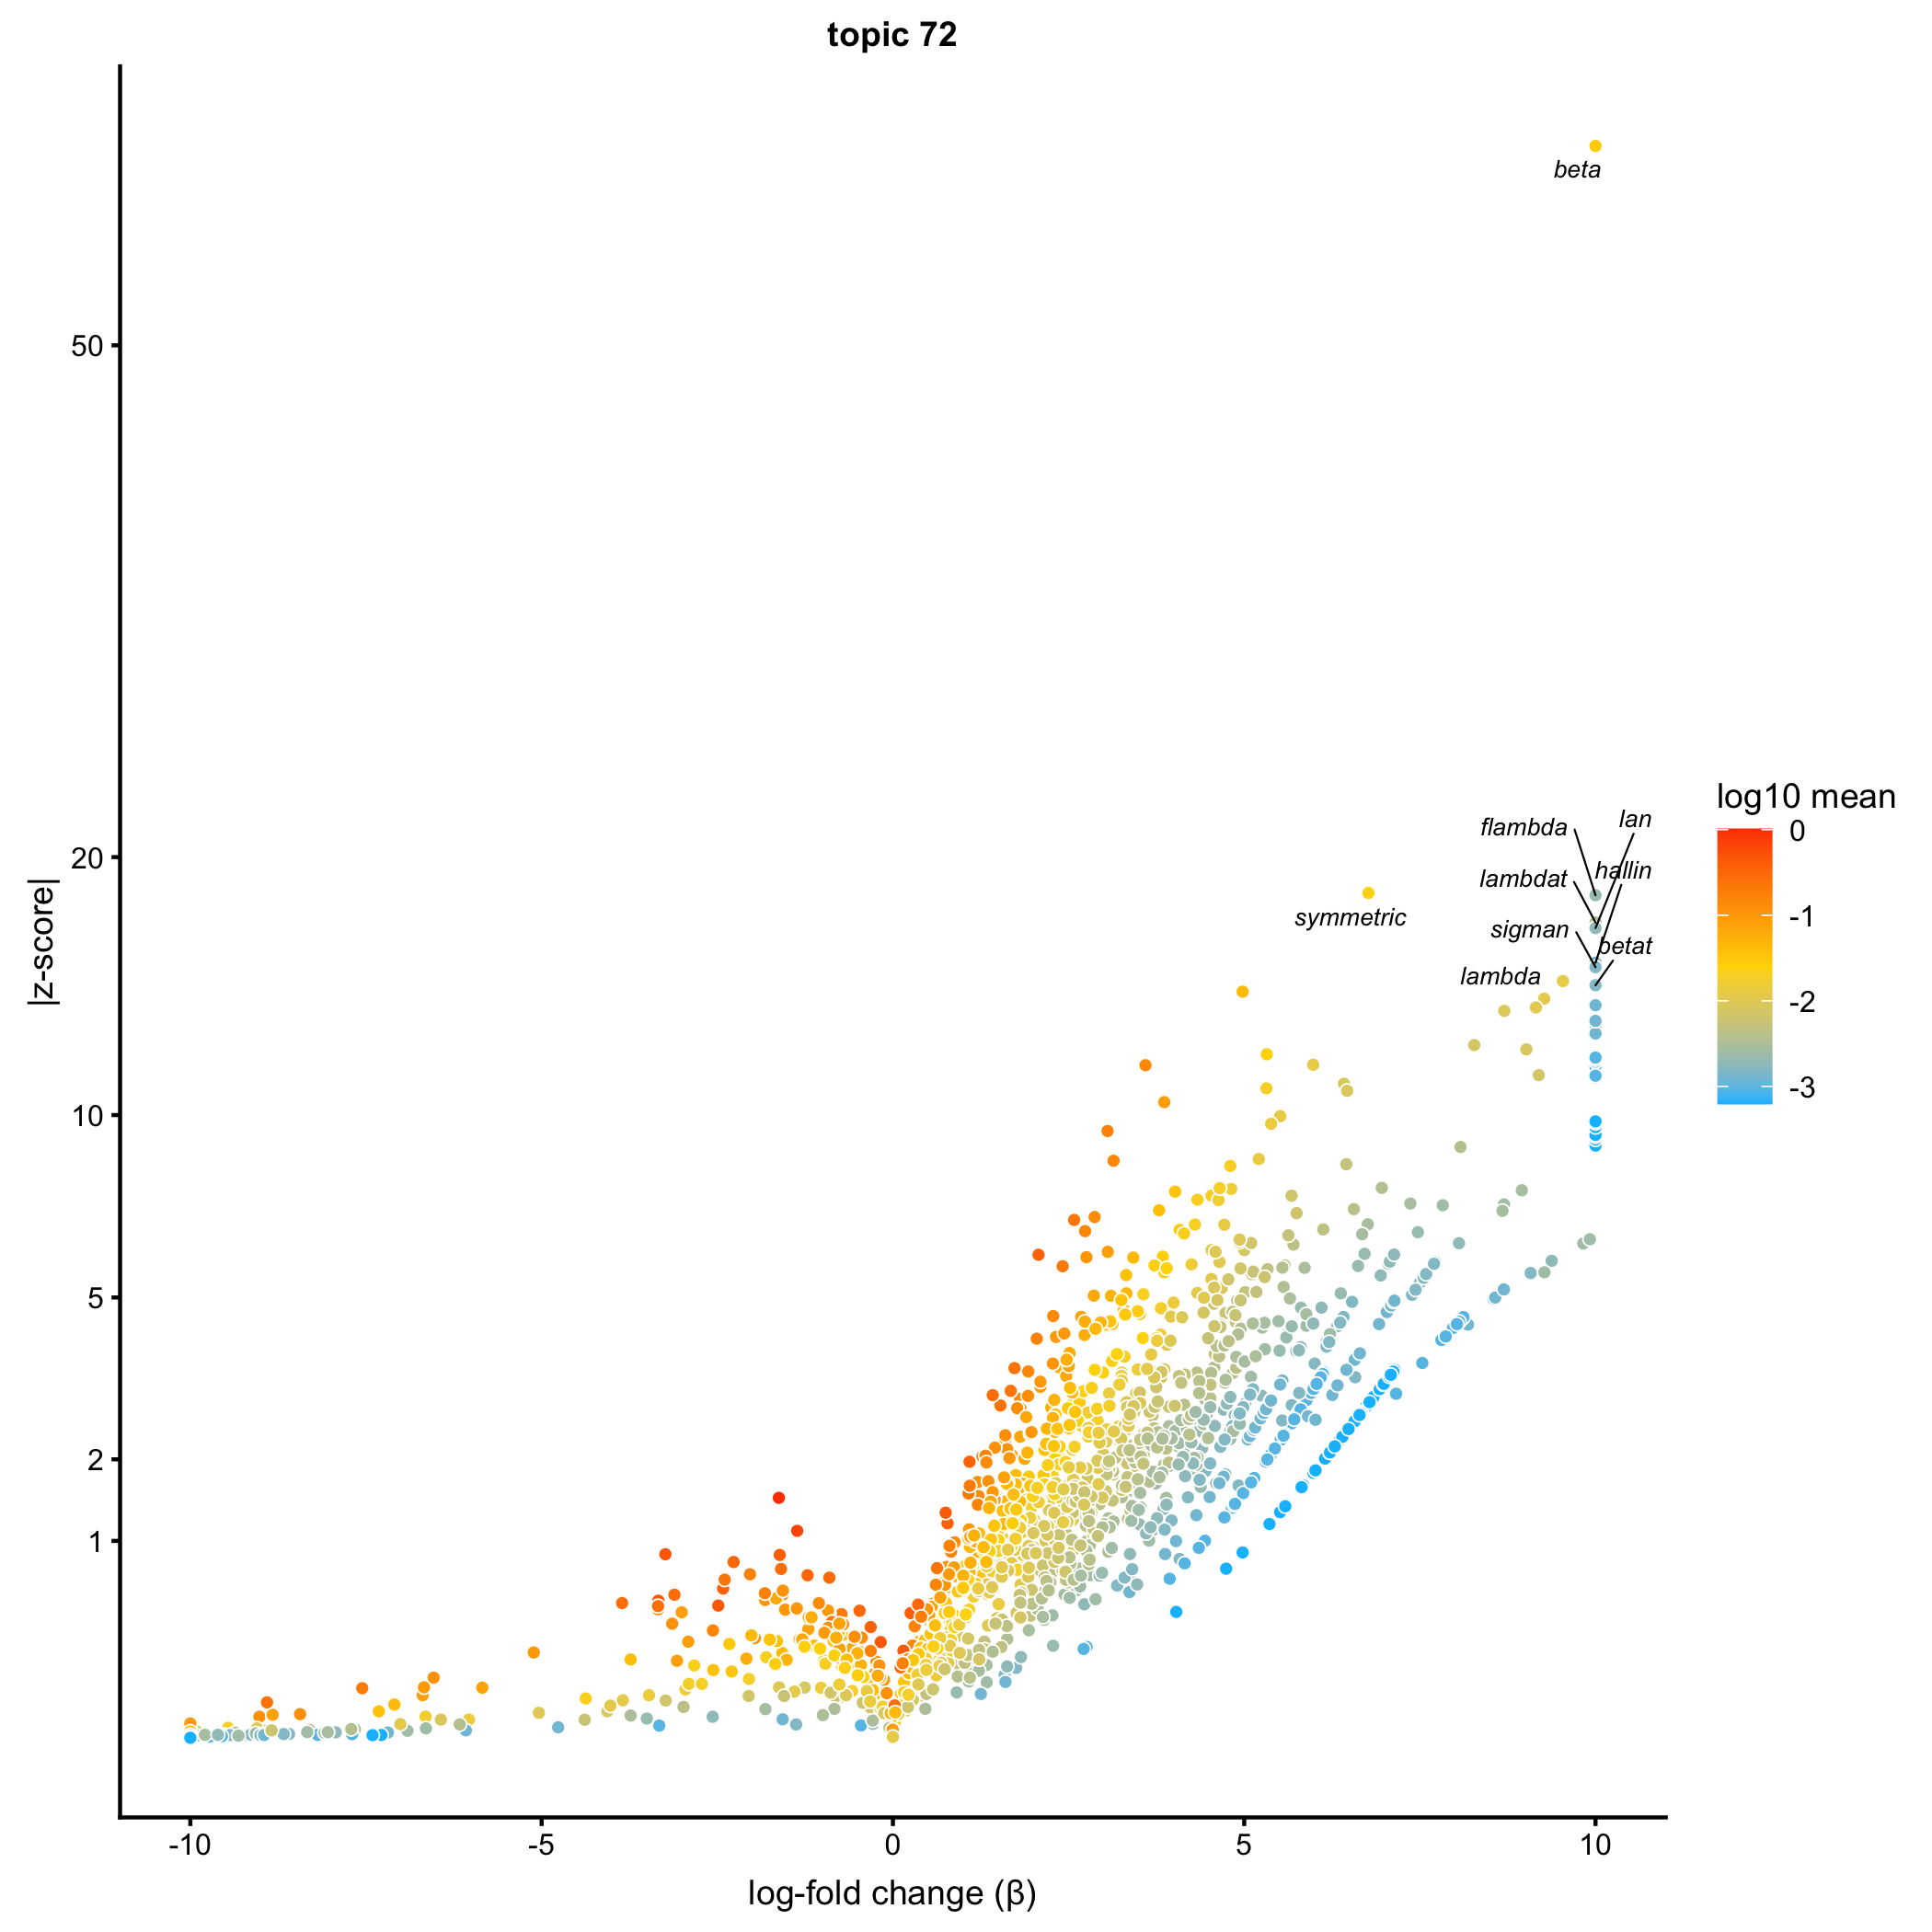 topic 72
beta
50
log10 mean
0
-1
-2
-3
lan
flambda
20
hallin
lambdat
symmetric
sigman
betat
lambda
|z-score|
10
5
2
1
-10
-5
0
5
10
log-fold change (β)